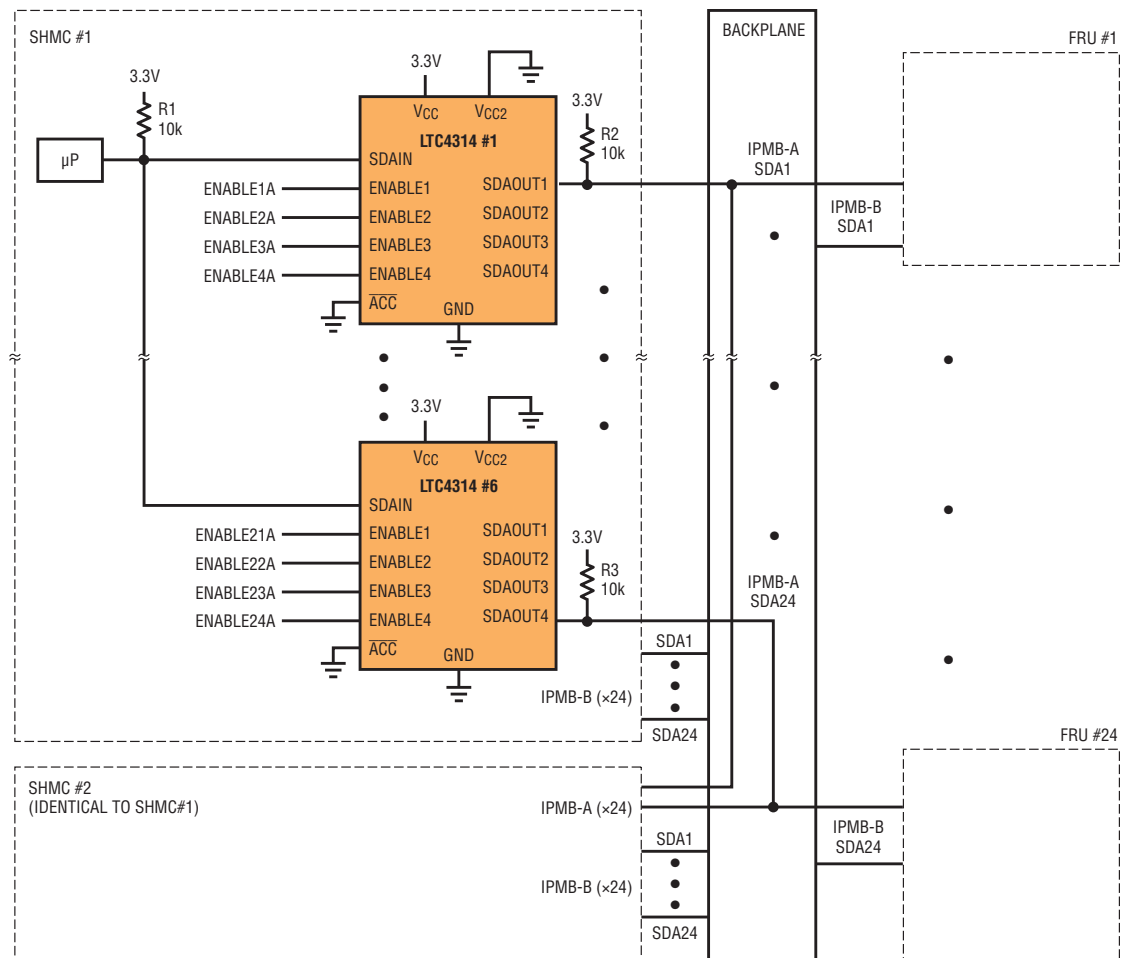 SHMC #1
BACKPLANE
FRU #1
3.3V
R1
10k
µP
3.3V
VCC
VCC2
LTC4314 #1
SDAIN
ENABLE1A
ENABLE1
ENABLE2A
ENABLE2
ENABLE3A
ENABLE3
ENABLE4A
ENABLE4
ACC
GND
SDAOUT1
SDAOUT2
SDAOUT3
SDAOUT4
3.3V
R2
10k
IPMB-A
SDA1
IPMB-B
SDA1
3.3V
VCC
VCC2
LTC4314 #6
SDAIN
ENABLE21A
ENABLE1
ENABLE22A
ENABLE2
ENABLE23A
ENABLE3
ENABLE24A
ENABLE4
ACC
GND
SDAOUT1
SDAOUT2
SDAOUT3
SDAOUT4
3.3V
R3
10k
IPMB-A
SDA24
SDA1
IPMB-B (×24)
SDA24
FRU #24
SHMC #2
(IDENTICAL TO SHMC#1)
IPMB-A (×24)
SDA1
IPMB-B (×24)
SDA24
IPMB-B
SDA24